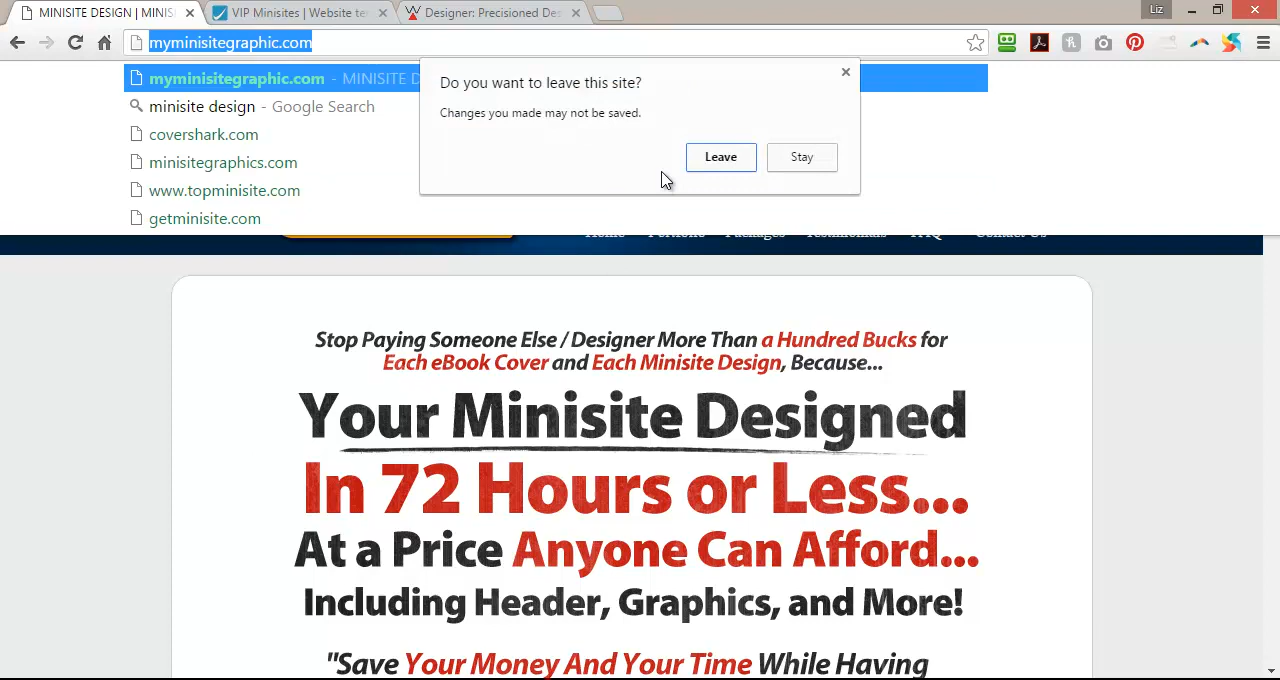 MINISITE DESIGN | MINIS
VIP Minisites | Website te
Designer: Precisioned De
Liz
myminisitegraphic.com
myminisitegraphic.com - MINISITE D
minisite design - Google Search
covershark.com
minisitegraphics.com
www.topminisite.com
getminisite.com
Do you want to leave this site?
Changes you made may not be saved.
Leave
Stay
Home Portfolio Packages Testimonials FAQ Contact Us
Stop Paying Someone Else / Designer More Than a Hundred Bucks for
Each eBook Cover and Each Minisite Design, Because...
Your Minisite Designed
In 72 Hours or Less...
At a Price Anyone Can Afford...
Including Header, Graphics, and More!
"Save Your Money And Your Time While Having